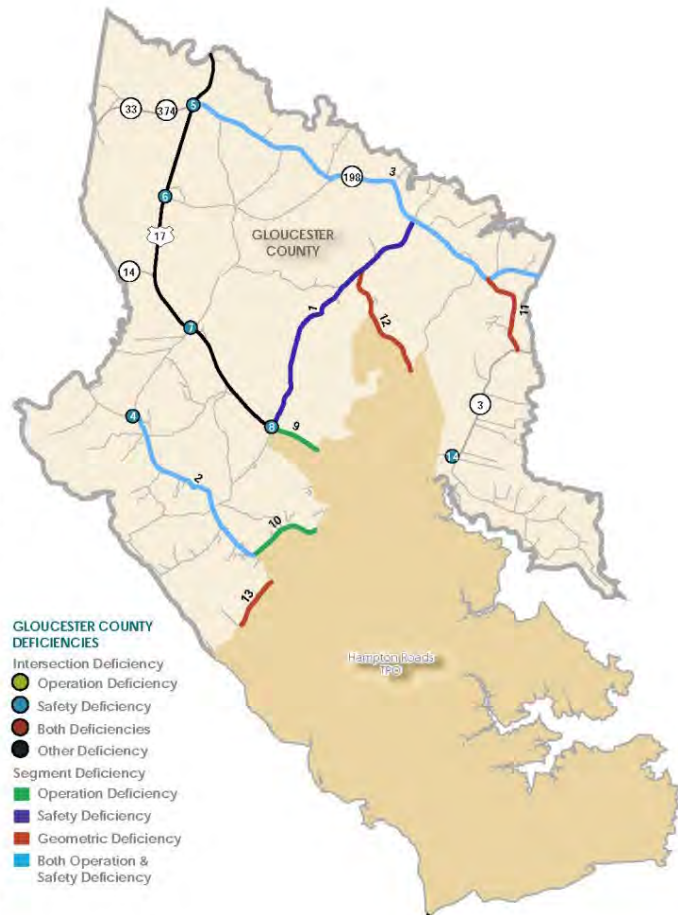 5
33
374
3
198
6
17
GLOUCESTER
COUNTY
14
1
11
12
7
3
4
8
9
14
2
10
13
Hampton Roads
TPO
GLOUCESTER COUNTY
DEFICIENCIES
Intersection Deficiency
Operation Deficiency
Safety Deficiency
Both Deficiencies
Other Deficiency
Segment Deficiency
Operation Deficiency
Safety Deficiency
Geometric Deficiency
Both Operation &
Safety Deficiency